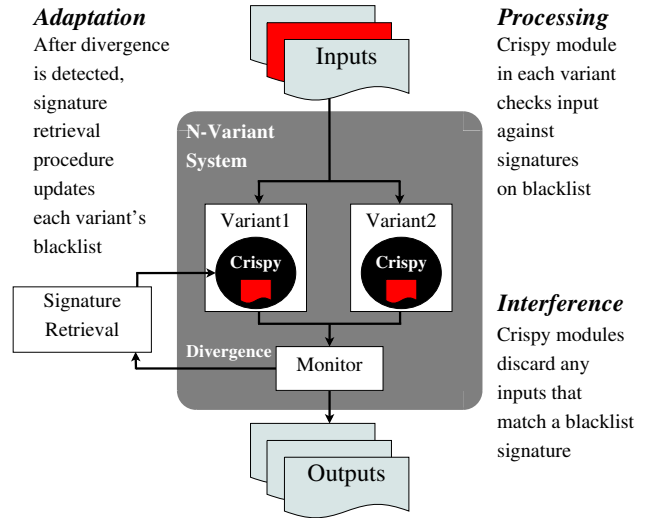 Adaptation
After divergence
is detected,
signature
retrieval
procedure
updates
each variant's
blacklist
Inputs
Processing
Crispy module
in each variant
checks input
against
signatures
on blacklist
N-Variant
System
Variant1
Variant2
Crispy
Crispy
Signature
Retrieval
Divergence
Monitor
Interference
Crispy modules
discard any
inputs that
match a blacklist
signature
Outputs